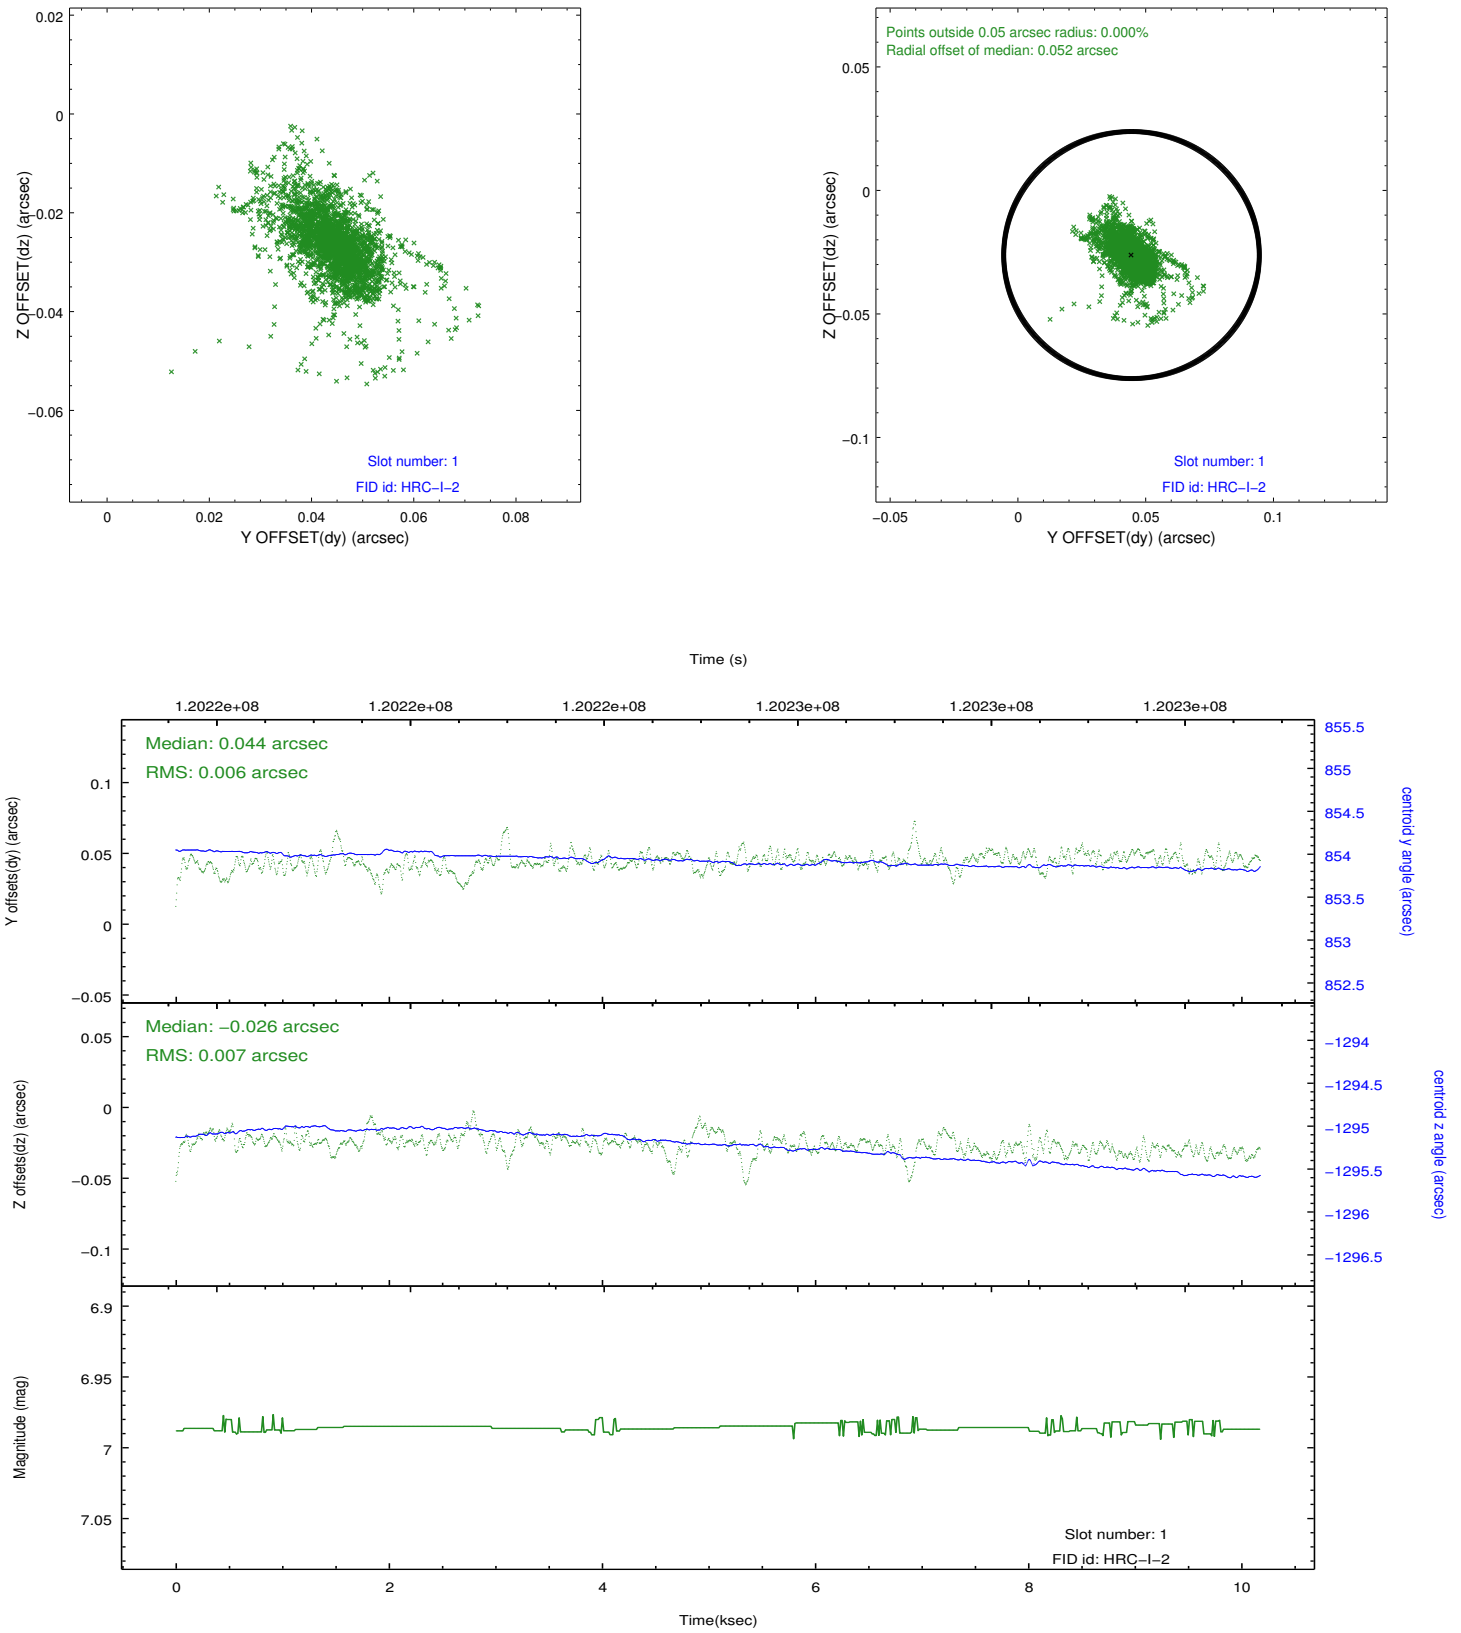 0.02
0
−0.02
−0.04
−0.06
Z OFFSET(dz) (arcsec)
Slot number: 1
FID id: HRC−I−2
0 0.02 0.04 0.06 0.08
Y OFFSET(dy) (arcsec)
Points outside 0.05 arcsec radius: 0.000%
Radial offset of median: 0.052 arcsec
0.05
0
−0.05
−0.1
Z OFFSET(dz) (arcsec)
Slot number: 1
FID id: HRC−I−2
−0.05 0 0.05 0.1
Y OFFSET(dy) (arcsec)
Time (s)
1.2022e+08 1.2022e+08 1.2022e+08 1.2023e+08 1.2023e+08 1.2023e+08
Median: 0.044 arcsec
RMS: 0.006 arcsec
0.1
0.05
0
−0.05
Y offsets(dy) (arcsec)
855.5
855
854.5
854
853.5
853
852.5
centroid y angle (arcsec)
Median: −0.026 arcsec
RMS: 0.007 arcsec
0.05
0
−0.05
−0.1
Z offsets(dz) (arcsec)
−1294
−1294.5
−1295
−1295.5
−1296
−1296.5
centroid z angle (arcsec)
6.9
6.95
7
7.05
Magnitude (mag)
Slot number: 1
FID id: HRC−I−2
0 2 4 6 8 10
Time(ksec)